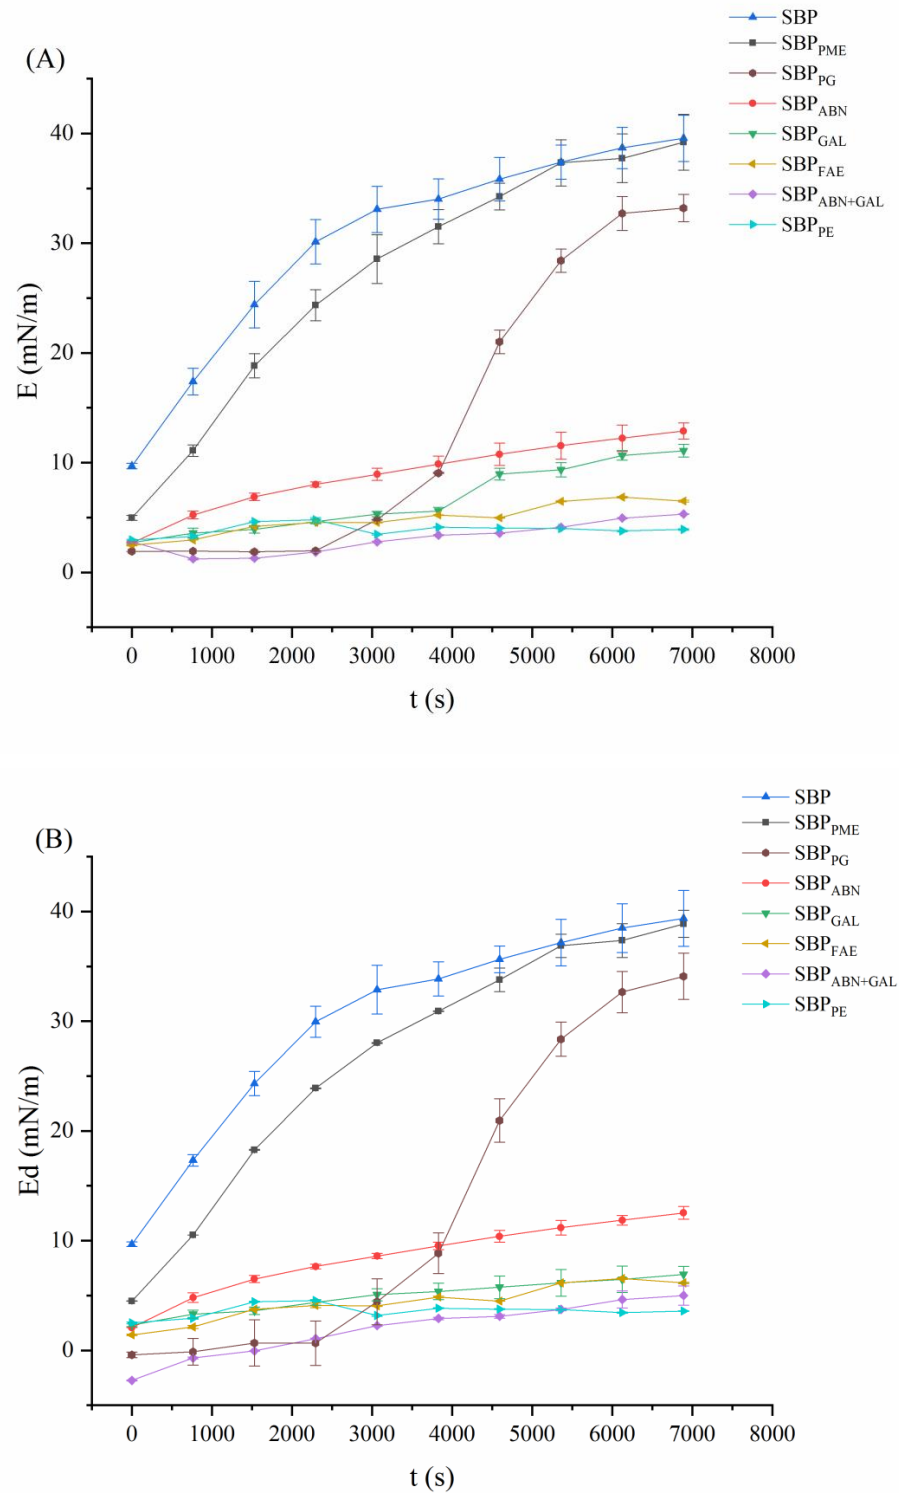 (A)
SBP
SBPPME
SBPPG
SBPABN
SBPGAL
SBPFAE
SBPABN+GAL
SBPPE
E (mN/m)
40
30
20
10
0
0 1000 2000 3000 4000 5000 6000 7000 8000
t (s)
(B)
SBP
SBPPME
SBPPG
SBPABN
SBPGAL
SBPFAE
SBPABN+GAL
SBPPE
Ed (mN/m)
40
30
20
10
0
0 1000 2000 3000 4000 5000 6000 7000 8000
t (s)